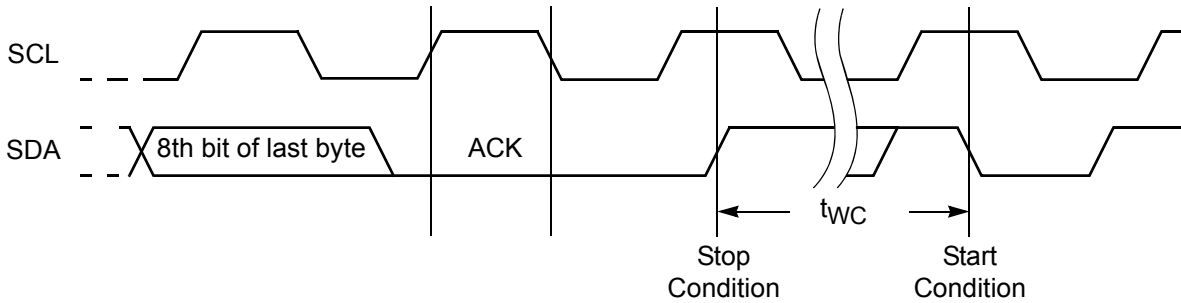 SCL
SDA
8th bit of last byte
ACK
tWC
Stop
Condition
Start
Condition